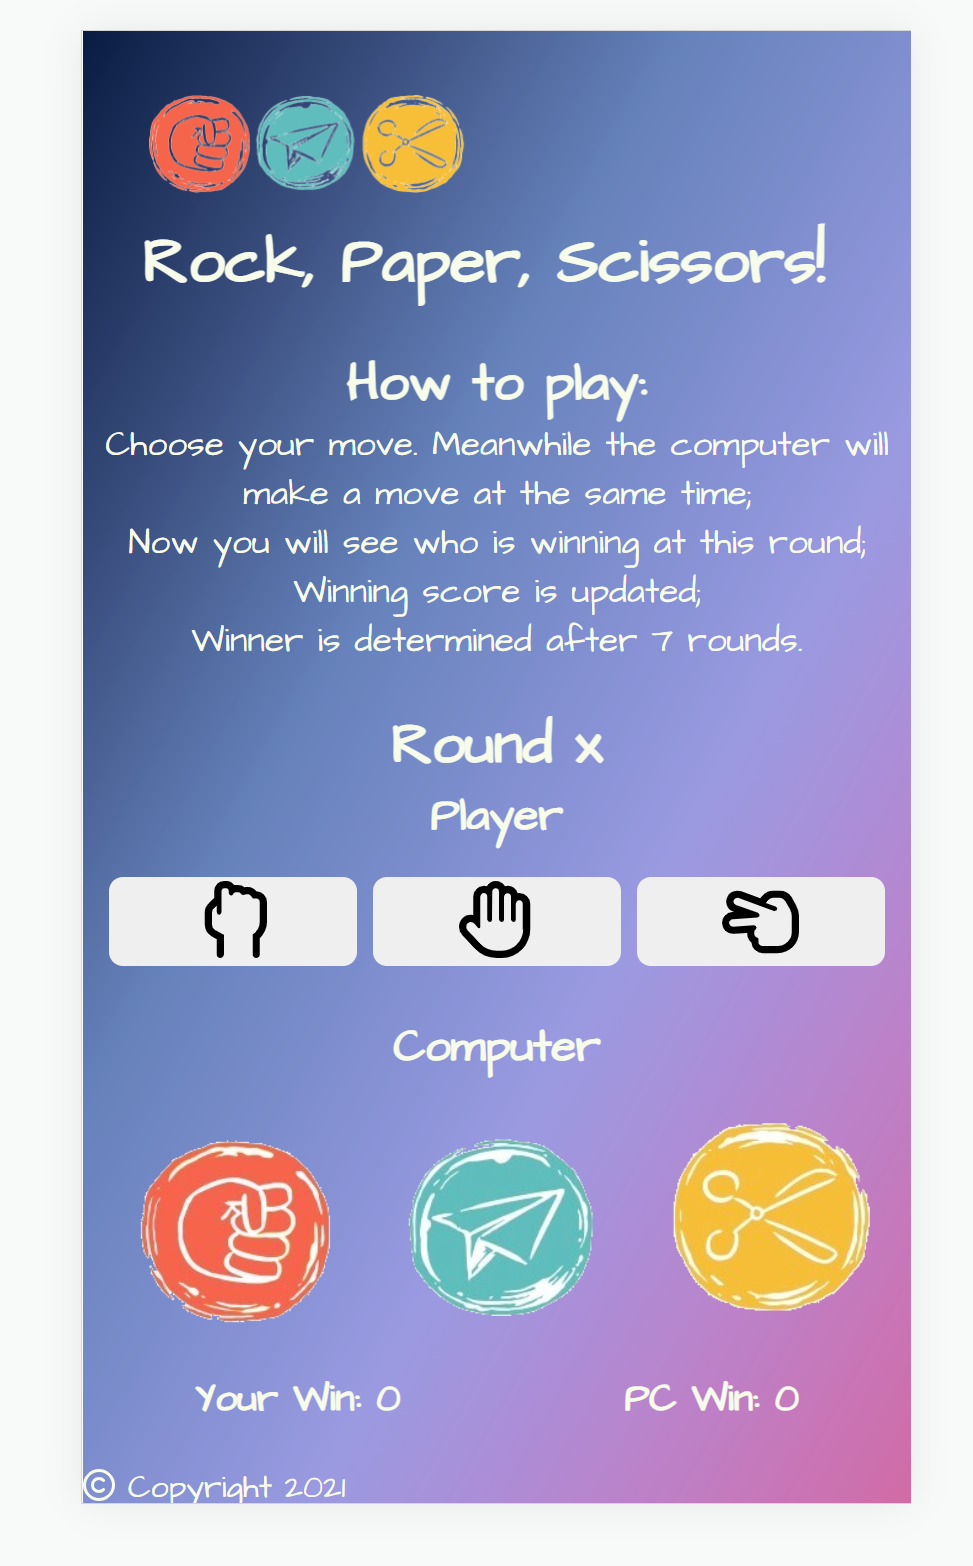 Rock, Paper, Scissors!
How to play:
Choose your move. Meanwhile the computer will
make a move at the same time;
Now you will see who is winning at this round;
Winning score is updated;
Winner is determined after 7 rounds.
Round x
Player
Computer
Your Win: 0 PC Win: 0
© Copyright 2021